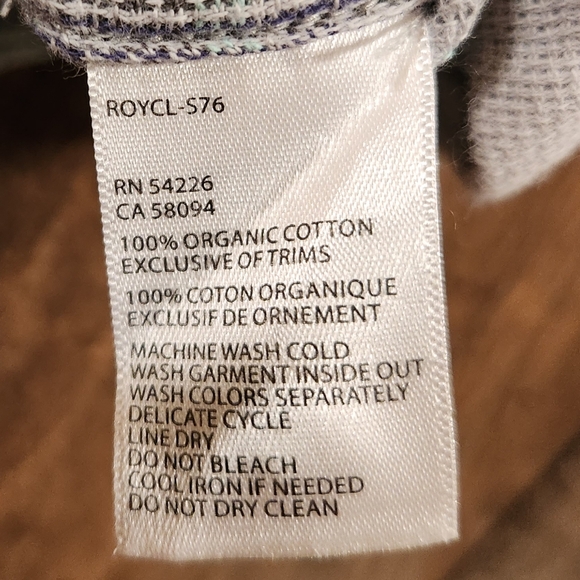 ROYCL-S76
RN 54226
CA 58094
100% ORGANIC COTTON
EXCLUSIVE OF TRIMS
100% COTON ORGANIQUE
EXCLUSIF DE ORNEMENT
MACHINE WASH COLD
WASH GARMENT INSIDE OUT
WASH COLORS SEPARATELY
DELICATE CYCLE
LINE DRY
DO NOT BLEACH
COOL IRON IF NEEDED
DO NOT DRY CLEAN